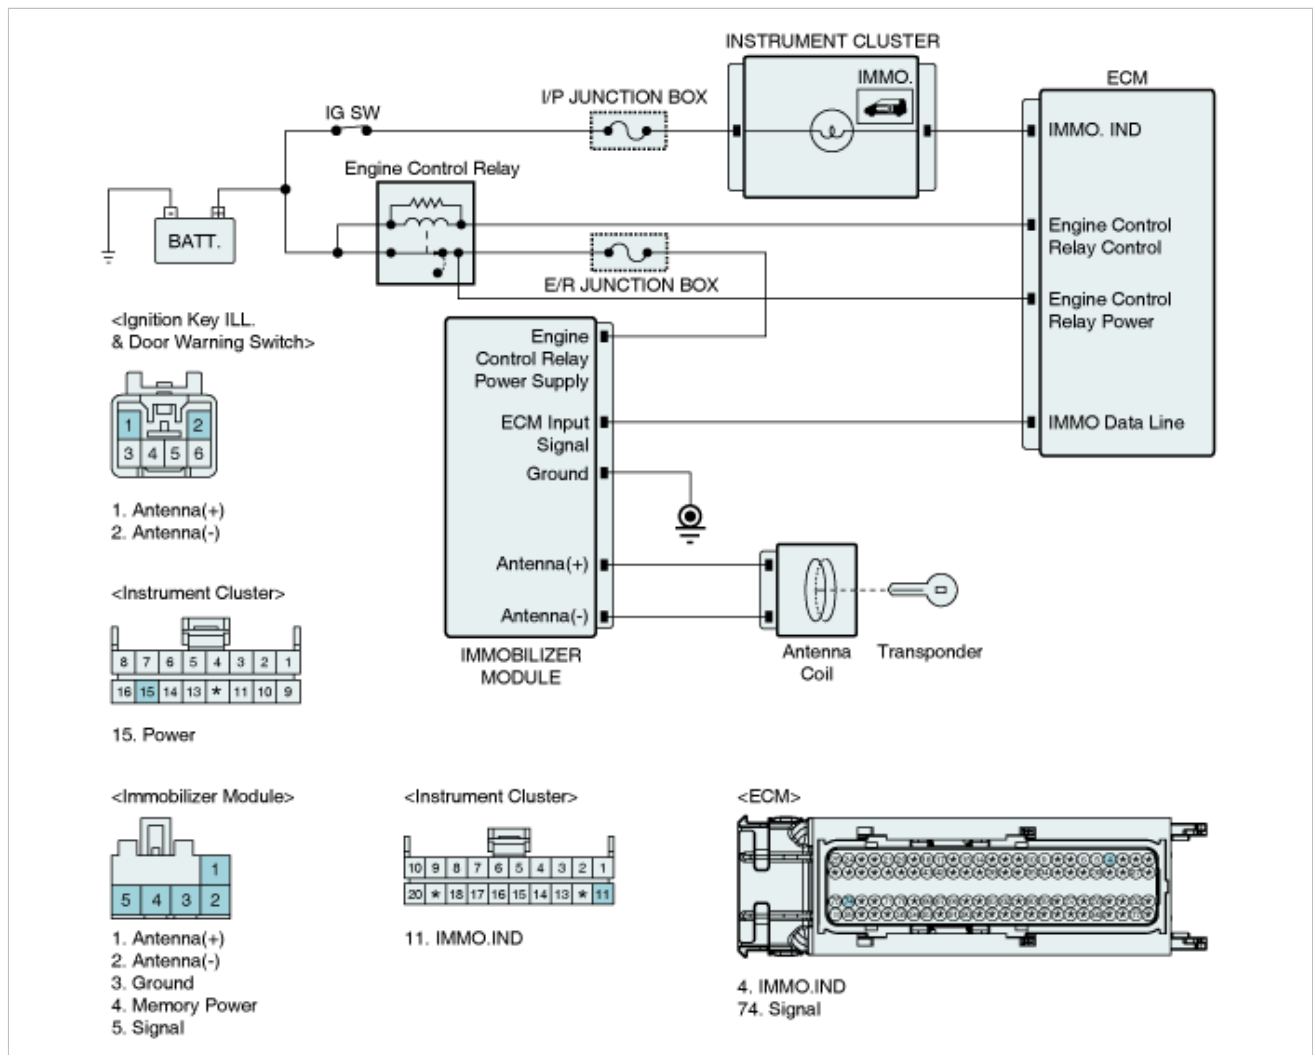 INSTRUMENT CLUSTER
IMMO.
ECM
I/P JUNCTION BOX
IG SW
IMMO. IND
Engine Control Relay
- +
BATT.
Engine Control
Relay Control
E/R JUNCTION BOX
Engine Control
Relay Power
<Ignition Key ILL.
& Door Warning Switch>
Engine
Control Relay
Power Supply
ECM Input
Signal
IMMO Data Line
Ground
1 2
3 4 5 6
1. Antenna(+)
2. Antenna(-)
Antenna(+)
Antenna(-)
IMMOBILIZER
MODULE
Antenna
Coil
Transponder
<Instrument Cluster>
8 7 6 5 4 3 2 1
16 15 14 13 * 11 10 9
15. Power
<Immobilizer Module>
1
5 4 3 2
1. Antenna(+)
2. Antenna(-)
3. Ground
4. Memory Power
5. Signal
<Instrument Cluster>
10 9 8 7 6 5 4 3 2 1
20 * 18 17 16 15 14 13 * 11
11. IMMO.IND
<ECM>
4. IMMO.IND
74. Signal